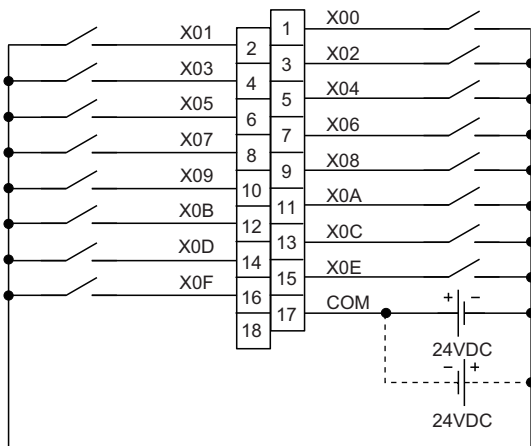 X00
X01
1
2
X02
X03
3
4
X04
X05
5
6
X06
X07
7
8
X08
X09
9
10
X0A
X0B
11
12
X0C
X0D
13
14
X0E
X0F
15
16
COM
17
+ −
18
24VDC
− +
24VDC